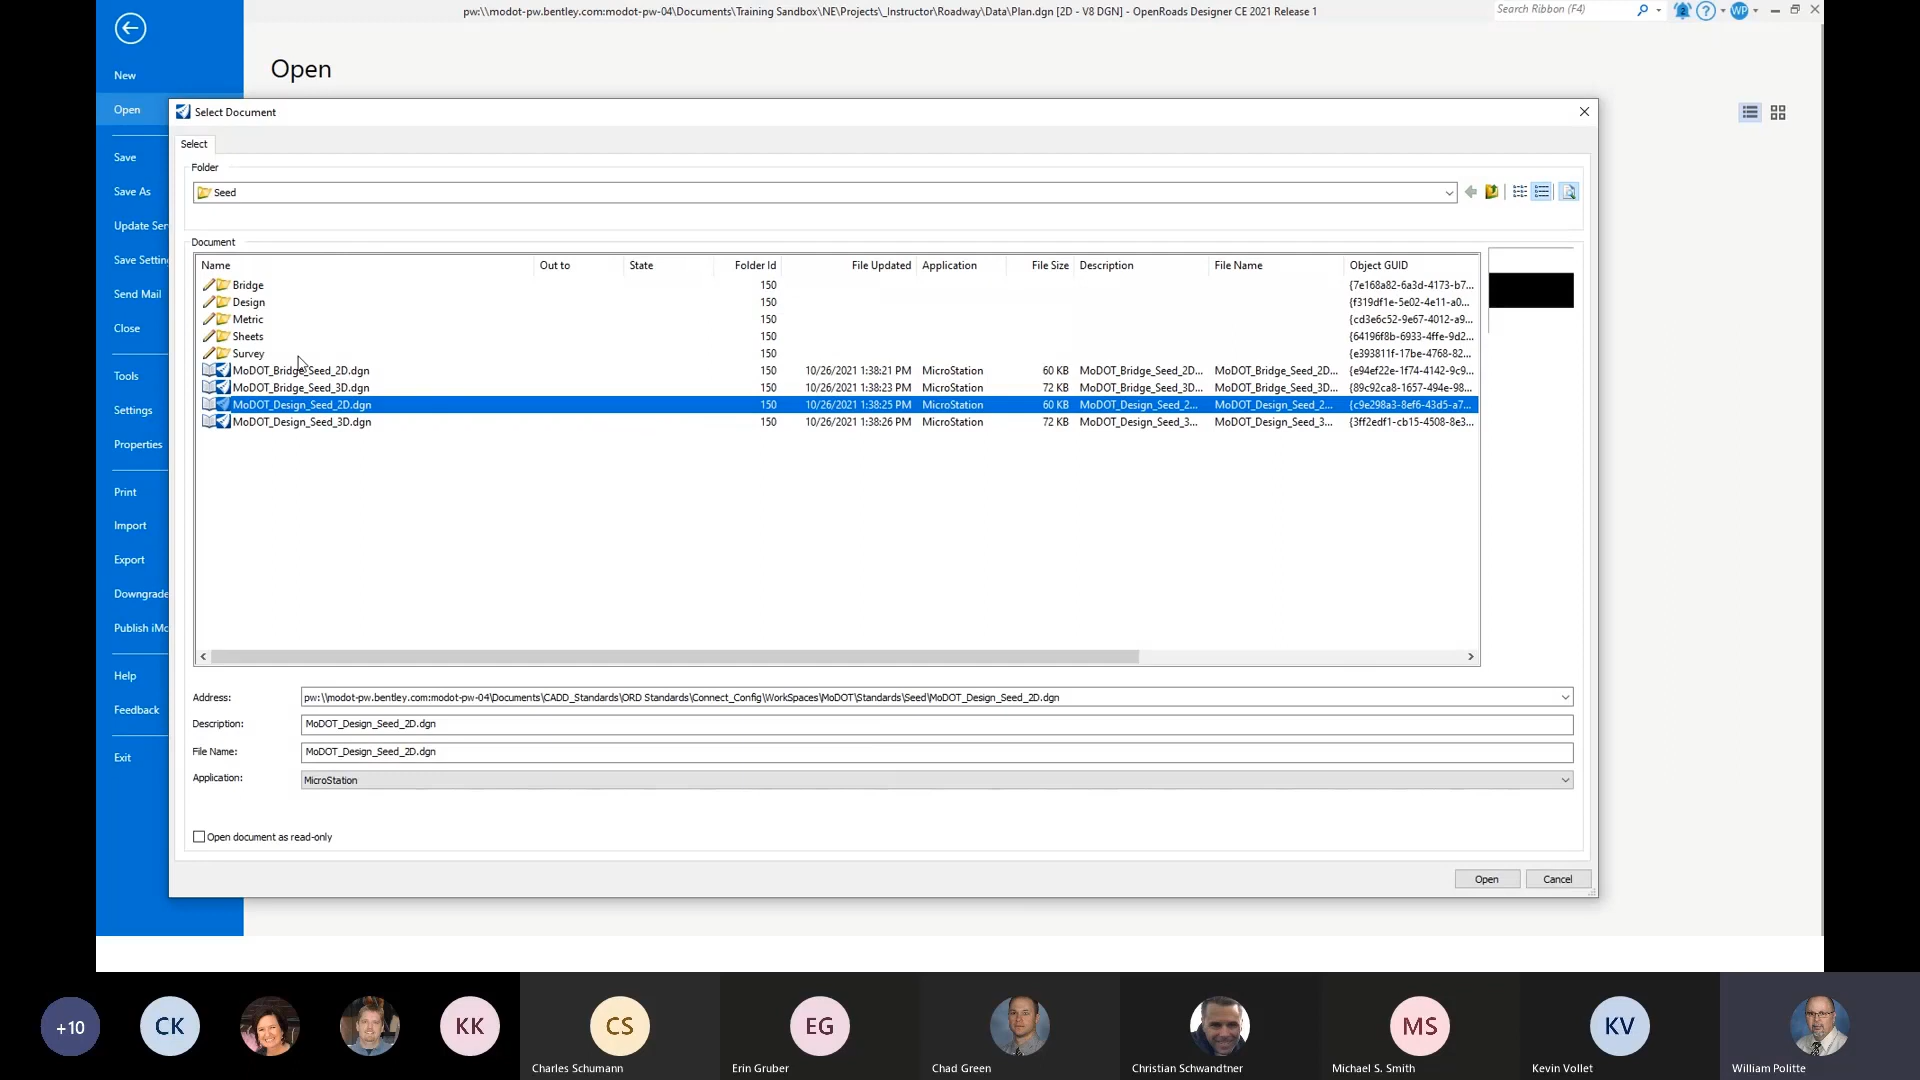 pw:\\modot-pw.bentley.com:modot-pw-04\Documents\Training Sandbox\NE\Projects\_Instructor\Roadway\Data\Plan.dgn [2D - V8 DGN] - OpenRoads Designer CE 2021 Release 1
Search Ribbon (F4)
WP
New
Open
Open
Save
Save As
Update Ser
Save Settin
Send Mail
Close
Tools
Settings
Properties
Print
Import
Export
Downgrade
Publish iMo
Help
Feedback
Exit
Select Document
Select
Folder
Seed
Document
Name Out to State Folder Id File Updated Application File Size Description File Name Object GUID
Bridge 150 {7e168a82-6a3d-4173-b7...
Design 150 {f319df1e-5e02-4e11-a0...
Metric 150 {cd3e6c52-9e67-4012-a9...
Sheets 150 {64196f8b-6933-4ffe-9d2...
Survey 150 {e393811f-17be-4768-82...
MoDOT_Bridge_Seed_2D.dgn 150 10/26/2021 1:38:21 PM MicroStation 60 KB MoDOT_Bridge_Seed_2D... MoDOT_Bridge_Seed_2D... {e94ef22e-1f74-4142-9c9...
MoDOT_Bridge_Seed_3D.dgn 150 10/26/2021 1:38:23 PM MicroStation 72 KB MoDOT_Bridge_Seed_3D... MoDOT_Bridge_Seed_3D... {89c92ca8-1657-494e-98...
MoDOT_Design_Seed_2D.dgn 150 10/26/2021 1:38:25 PM MicroStation 60 KB MoDOT_Design_Seed_2... MoDOT_Design_Seed_2... {c9e298a3-8ef6-43d5-a7...
MoDOT_Design_Seed_3D.dgn 150 10/26/2021 1:38:26 PM MicroStation 72 KB MoDOT_Design_Seed_3... MoDOT_Design_Seed_3... {3ff2edf1-cb15-4508-8e3...
Address: pw:\\modot-pw.bentley.com:modot-pw-04\Documents\CADD_Standards\ORD Standards\Connect_Config\WorkSpaces\MoDOT\Standards\Seed\MoDOT_Design_Seed_2D.dgn
Description: MoDOT_Design_Seed_2D.dgn
File Name: MoDOT_Design_Seed_2D.dgn
Application: MicroStation
Open document as read-only
Open Cancel
+10 CK KK CS EG MS KV
Charles Schumann Erin Gruber Chad Green Christian Schwandtner Michael S. Smith Kevin Vollet William Politte